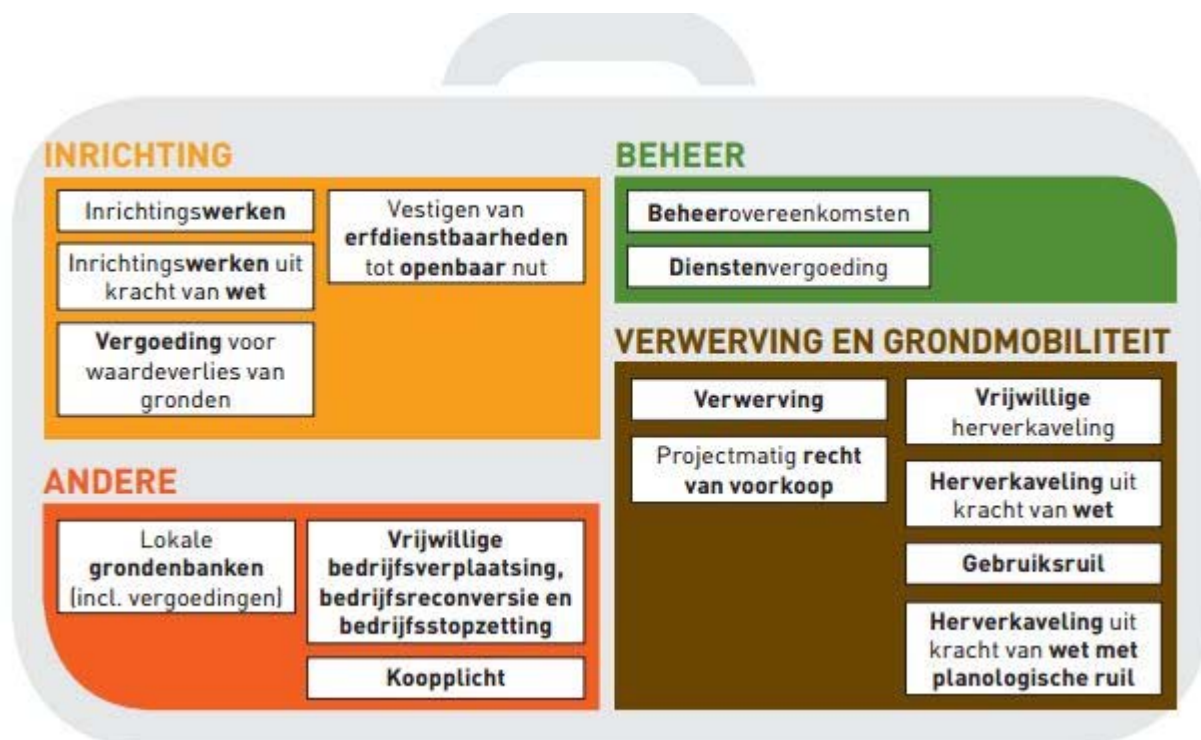 INRICHTING
Inrichtingswerken
Inrichtingswerken uit
kracht van wet
Vergoeding voor
waardeverlies van
gronden
Vestigen van
erfdienstbaarheden
tot openbaar nut
BEHEER
Beheerovereenkomsten
Dienstenvergoeding
ANDERE
Lokale
grondenbanken
(incl. vergoedingen)
Vrijwillige
bedrijfsverplaatsing,
bedrijfsreconversie en
bedrijfsstopzetting
Koopplicht
VERWERVING EN GRONDMOBILITEIT
Verwerving
Projectmatig recht
van voorkoop
Vrijwillige
herverkaveling
Herverkaveling uit
kracht van wet
Gebruiksruil
Herverkaveling uit
kracht van wet met
planologische ruil